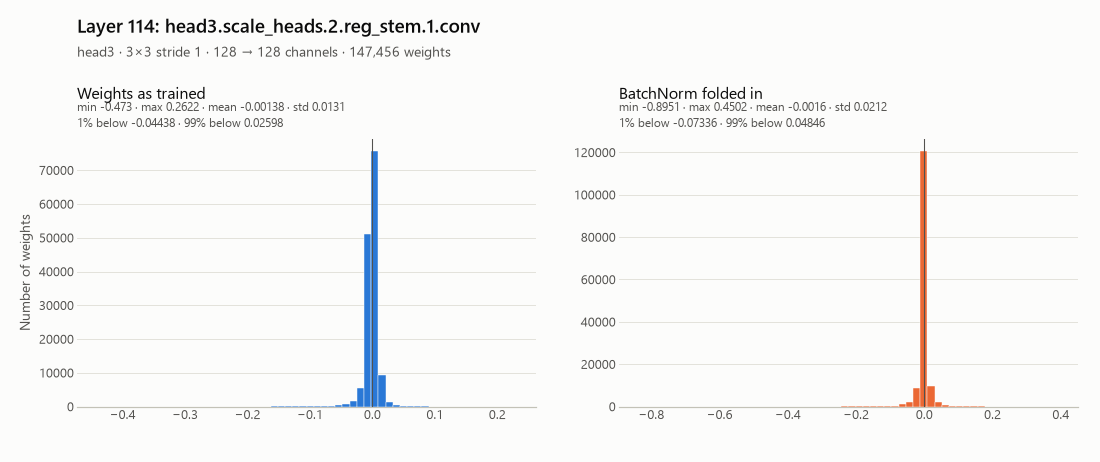 Layer 114: head3.scale_heads.2.reg_stem.1.conv
head3 · 3×3 stride 1 · 128 → 128 channels · 147,456 weights
Weights as trained
min -0.473 · max 0.2622 · mean -0.00138 · std 0.0131
1% below -0.04438 · 99% below 0.02598
Number of weights
70000
60000
50000
40000
30000
20000
10000
0
−0.4 −0.3 −0.2 −0.1 0.0 0.1 0.2
BatchNorm folded in
min -0.8951 · max 0.4502 · mean -0.0016 · std 0.0212
1% below -0.07336 · 99% below 0.04846
120000
100000
80000
60000
40000
20000
0
−0.8 −0.6 −0.4 −0.2 0.0 0.2 0.4